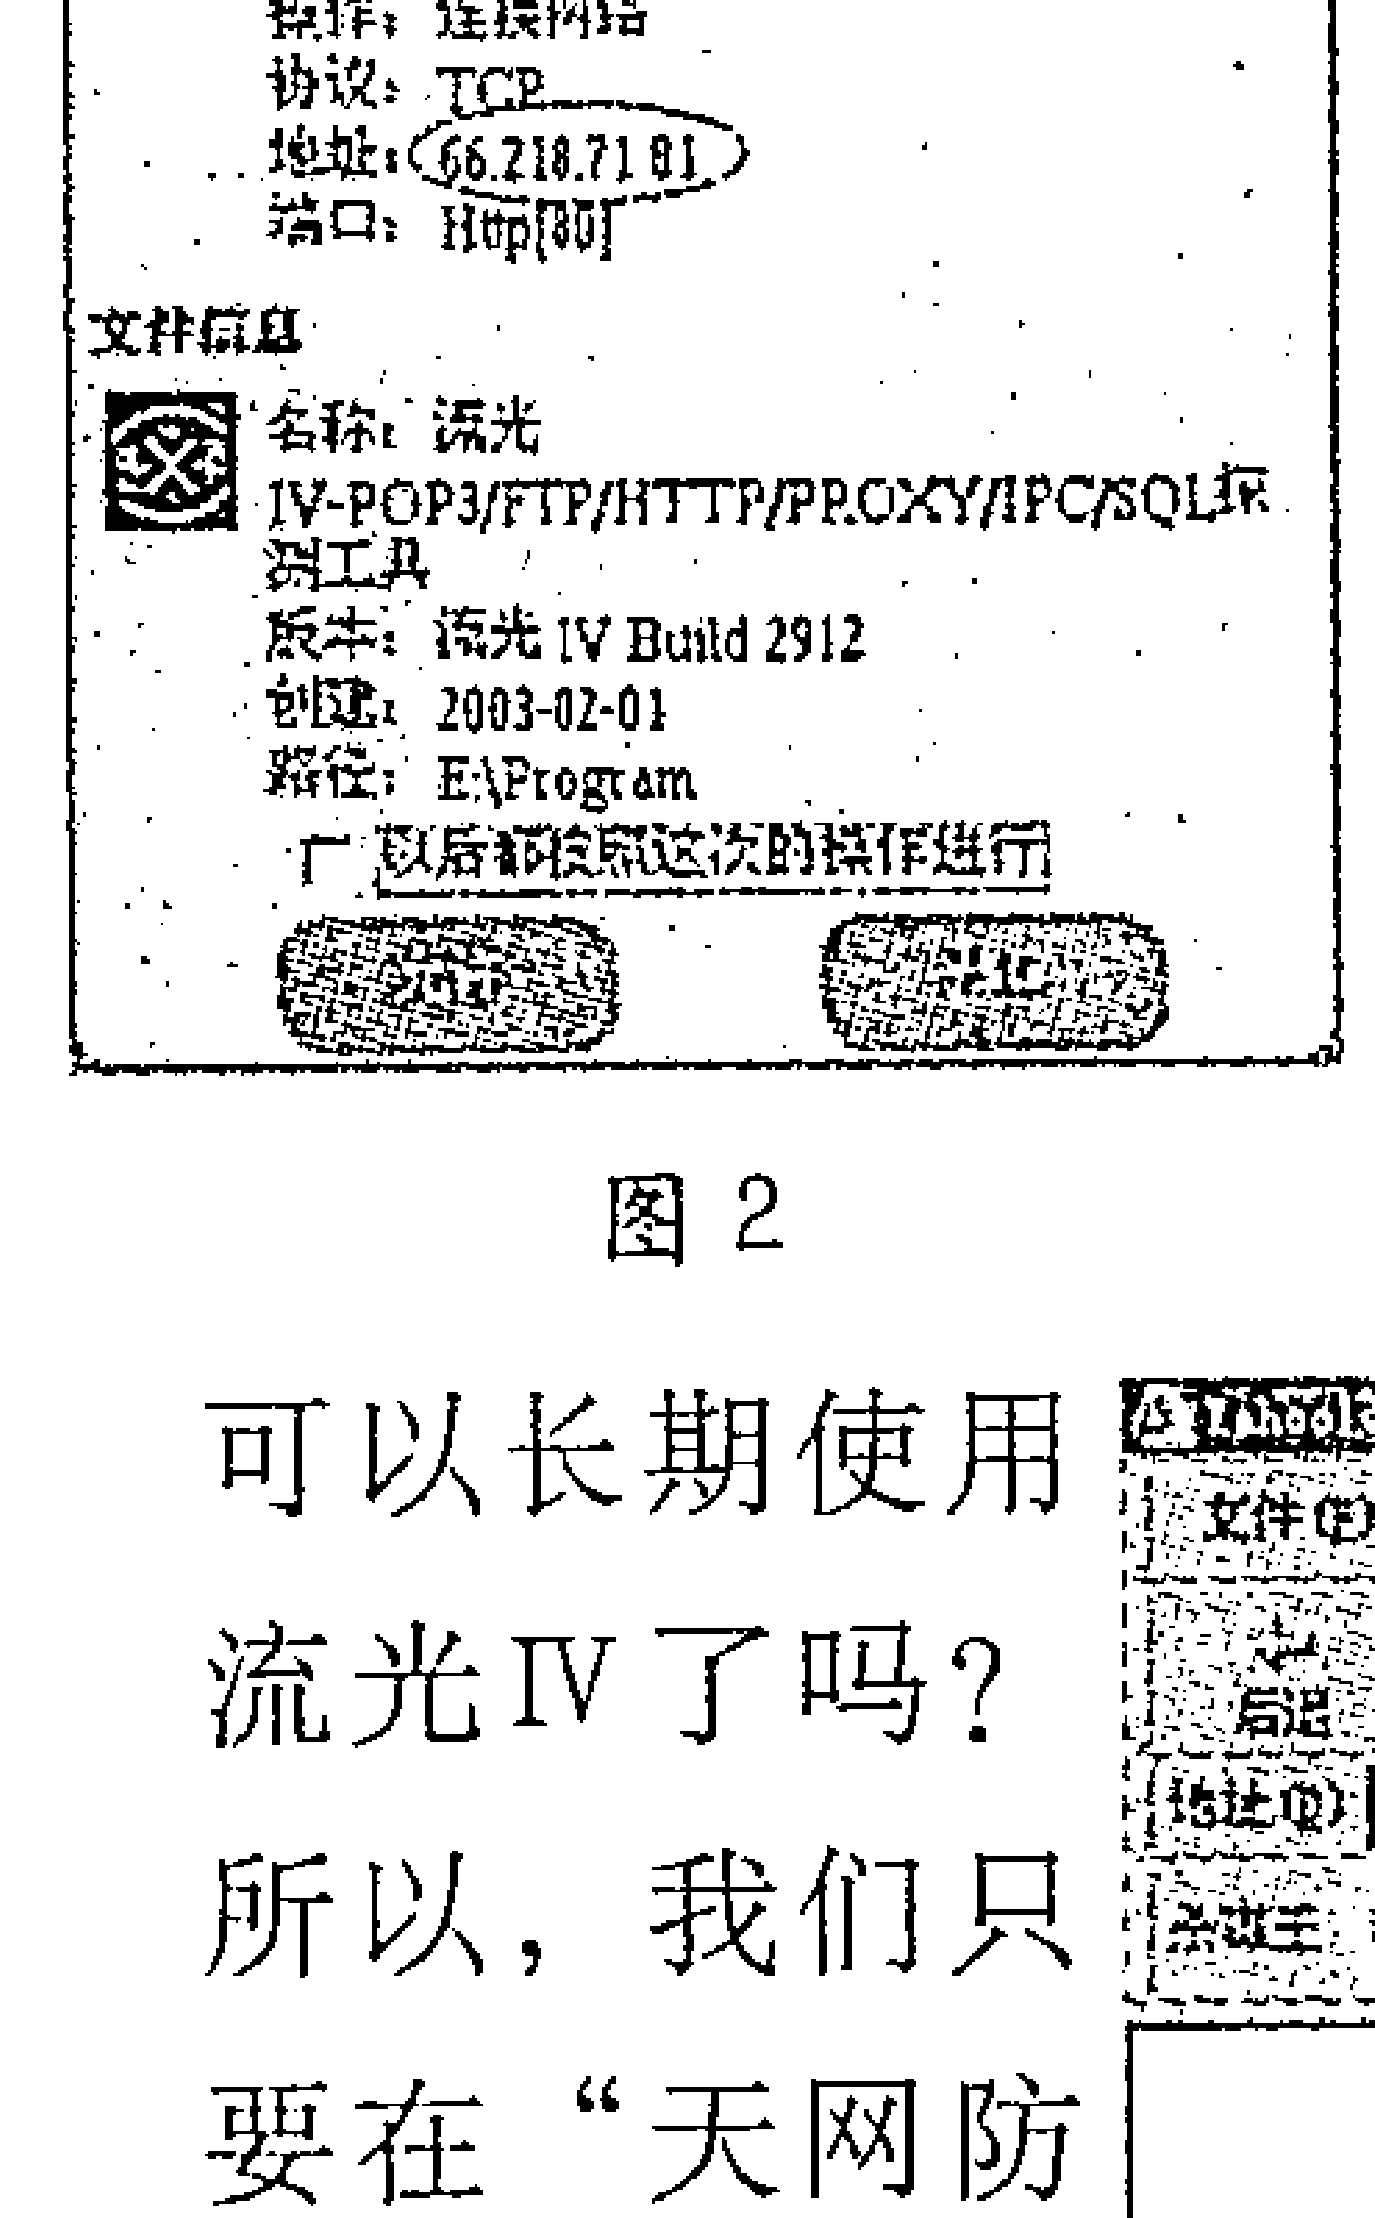 操作：连接网络
协议：TCP
地址：66.218.71 81
端口：Http[80]
文件信息
名称：流光
IV-POP3/FTP/HTTP/PROXY/IPC/SQL探
测工具
版本：流光 IV Build 2912
创建：2003-02-01
路径：E:\Program
以后都按照这次的操作进行
图 2
可以长期使用
流光Ⅳ了吗？
所以，我们只
要在“天网防
文件(F)
后退
地址(D)